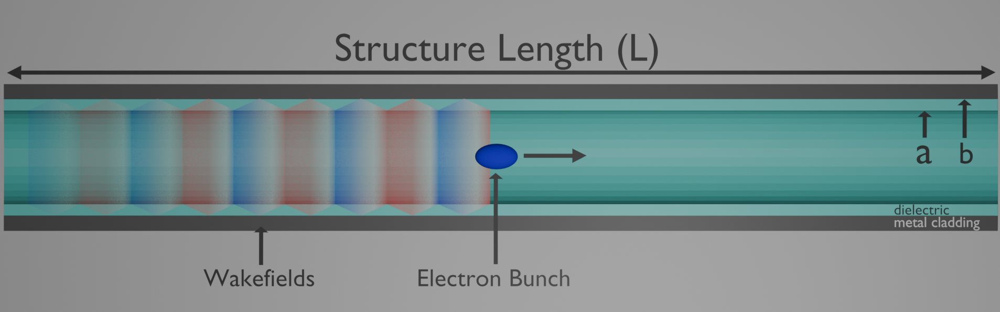 Structure Length (L)
a
b
dielectric
metal cladding
Wakefields
Electron Bunch